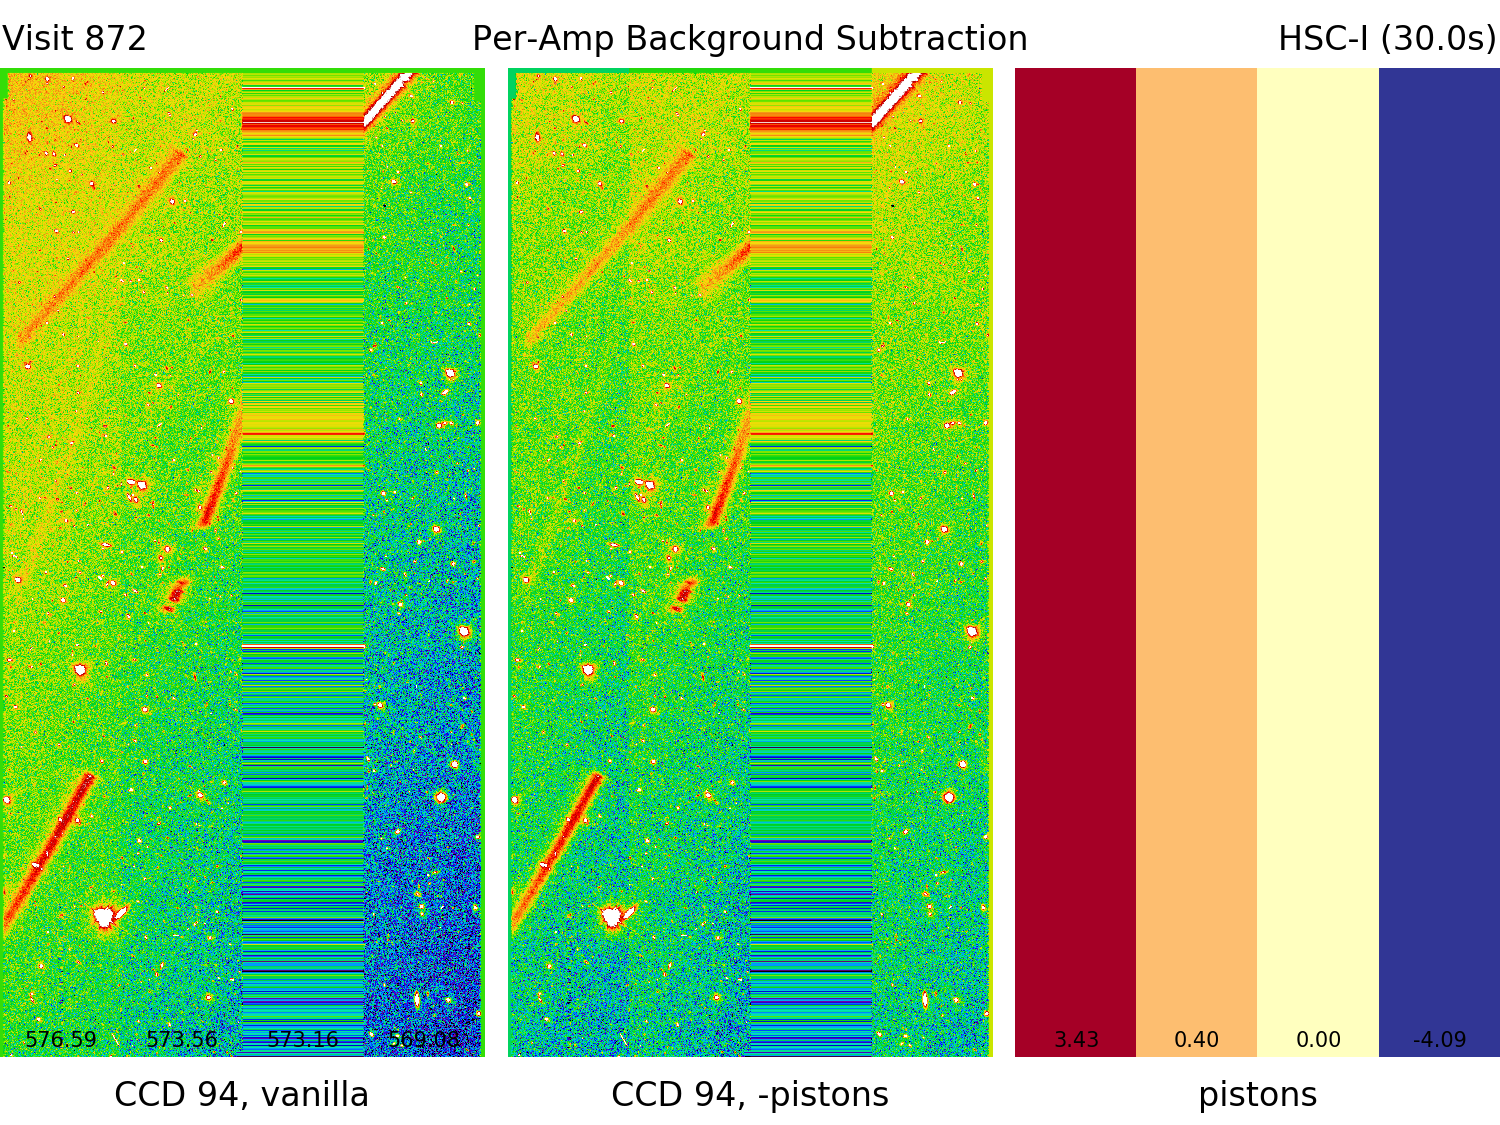 Visit 872 Per-Amp Background Subtraction HSC-I (30.0s)
576.59 573.56 573.16 569.08 3.43 0.40 0.00 -4.09
CCD 94, vanilla CCD 94, -pistons pistons